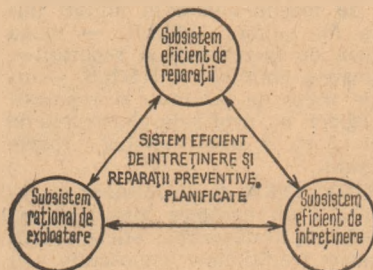 Subsistem
eficient de
reparații
SISTEM EFICIENT
DE INTREȚINERE ȘI
REPARAȚII PREVENTIVE,
PLANIFICATE
Subsistem
rațional de
exploatare
Subsistem
eficient de
întreținere